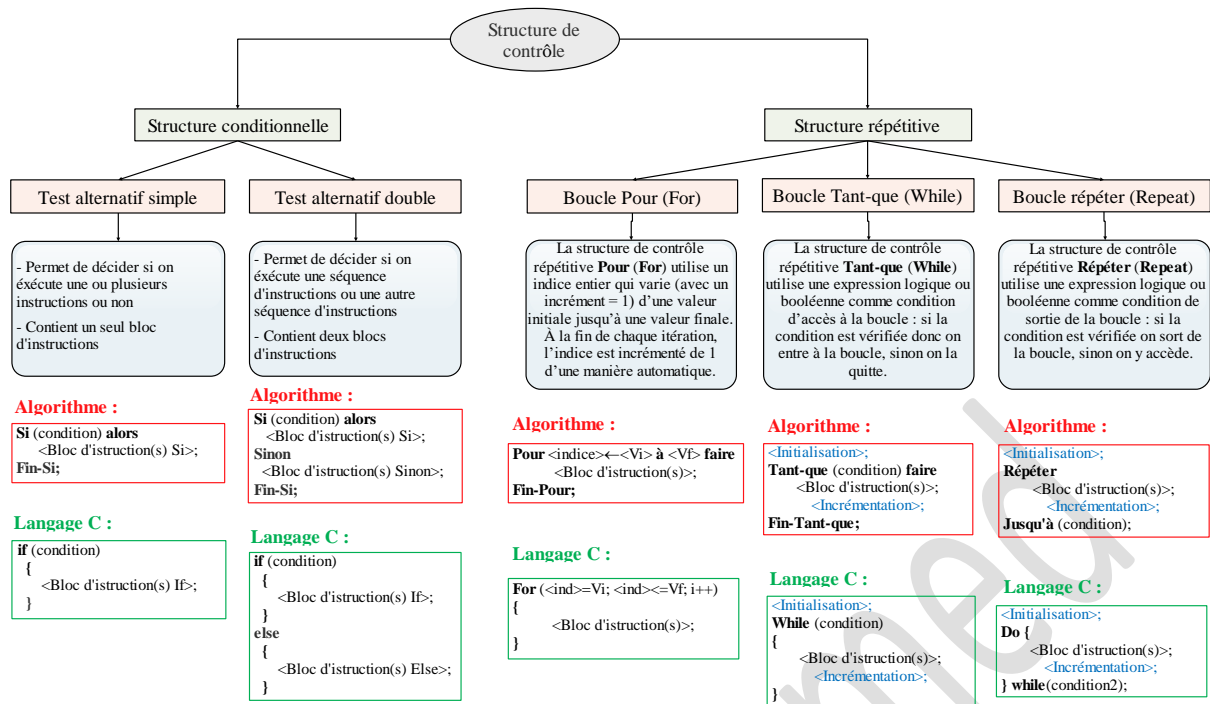 Structure de
contrôle
Structure conditionnelle
Structure répétitive
Test alternatif simple
Test alternatif double
Boucle Pour (For)
Boucle Tant-que (While)
Boucle répéter (Repeat)
- Permet de décider si on
éxécute une ou plusieurs
instructions ou non
- Contient un seul bloc
d'instructions
- Permet de décider si on
éxécute une séquence
d'instructions ou une autre
séquence d'instructions
- Contient deux blocs
d'instructions
La structure de contrôle
répétitive Pour (For) utilise un
indice entier qui varie (avec un
incrément = 1) d’une valeur
initiale jusqu’à une valeur finale.
À la fin de chaque itération,
l’indice est incrémenté de 1
d’une manière automatique.
La structure de contrôle
répétitive Tant-que (While)
utilise une expression logique ou
booléenne comme condition
d’accès à la boucle : si la
condition est vérifiée donc on
entre à la boucle, sinon on la
quitte.
La structure de contrôle
répétitive Répéter (Repeat)
utilise une expression logique ou
booléenne comme condition de
sortie de la boucle : si la
condition est vérifiée on sort de
la boucle, sinon on y accède.
Algorithme :
Si (condition) alors
<Bloc d'istruction(s) Si>;
Fin-Si;
Langage C :
if (condition)
{
<Bloc d'istruction(s) If>;
}
Algorithme :
Si (condition) alors
<Bloc d'istruction(s) Si>;
Sinon
<Bloc d'istruction(s) Sinon>;
Fin-Si;
Langage C :
if (condition)
{
<Bloc d'istruction(s) If>;
}
else
{
<Bloc d'istruction(s) Else>;
}
Algorithme :
Pour <indice>←<Vi> à <Vf> faire
<Bloc d'istruction(s)>;
Fin-Pour;
Langage C :
For (<ind>=Vi; <ind><=Vf; i++)
{
<Bloc d'istruction(s)>;
}
Algorithme :
<Initialisation>;
Tant-que (condition) faire
<Bloc d'istruction(s)>;
<Incrémentation>;
Fin-Tant-que;
Langage C :
<Initialisation>;
While (condition)
{
<Bloc d'istruction(s)>;
<Incrémentation>;
}
Algorithme :
<Initialisation>;
Répéter
<Bloc d'istruction(s)>;
<Incrémentation>;
Jusqu'à (condition);
Langage C :
<Initialisation>;
Do {
<Bloc d'istruction(s)>;
<Incrémentation>;
} while(condition2);
med